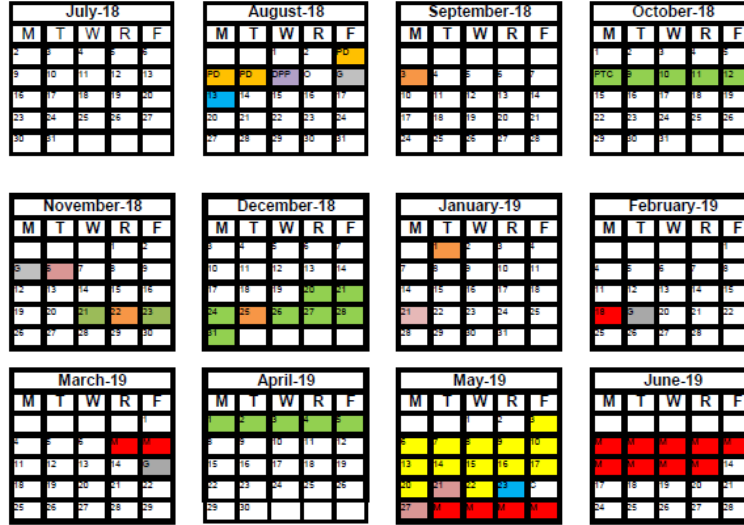 July-18 August-18 September-18 October-18
M T W R F M T W R F M T W R F M T W R F
2 3 4 5 6 1 2 PD 1 2 3 4 5
9 10 11 12 13 PD PD DPP O G 3 4 5 6 7 PTC 9 10 11 12
16 17 18 19 20 13 14 15 16 17 10 11 12 13 14 15 16 17 18 19
23 24 25 26 27 20 21 22 23 24 17 18 19 20 21 22 23 24 25 26
30 31 27 28 29 30 31 24 25 26 27 28 29 30 31
November-18 December-18 January-19 February-19
M T W R F M T W R F M T W R F M T W R F
1 2 3 4 5 6 7 1 2 3 4 1
G 6 7 8 9 10 11 12 13 14 7 8 9 10 11 4 5 6 7 8
12 13 14 15 16 17 18 19 20 21 14 15 16 17 18 11 12 13 14 15
19 20 21 22 23 24 25 26 27 28 21 22 23 24 25 18 G 20 21 22
26 27 28 29 30 31 28 29 30 31 25 26 27 28
March-19 April-19 May-19 June-19
M T W R F M T W R F M T W R F M T W R F
1 1 2 3 4 5 1 2 3
4 5 6 M M 8 9 10 11 12 6 7 8 9 10 M M M M M
11 12 13 14 G 15 16 17 18 19 13 14 15 16 17 M M M M 14
18 19 20 21 22 22 23 24 25 26 20 21 22 23 17 18 19 20 21
25 26 27 28 29 29 30 27 M M M M 24 25 26 27 28